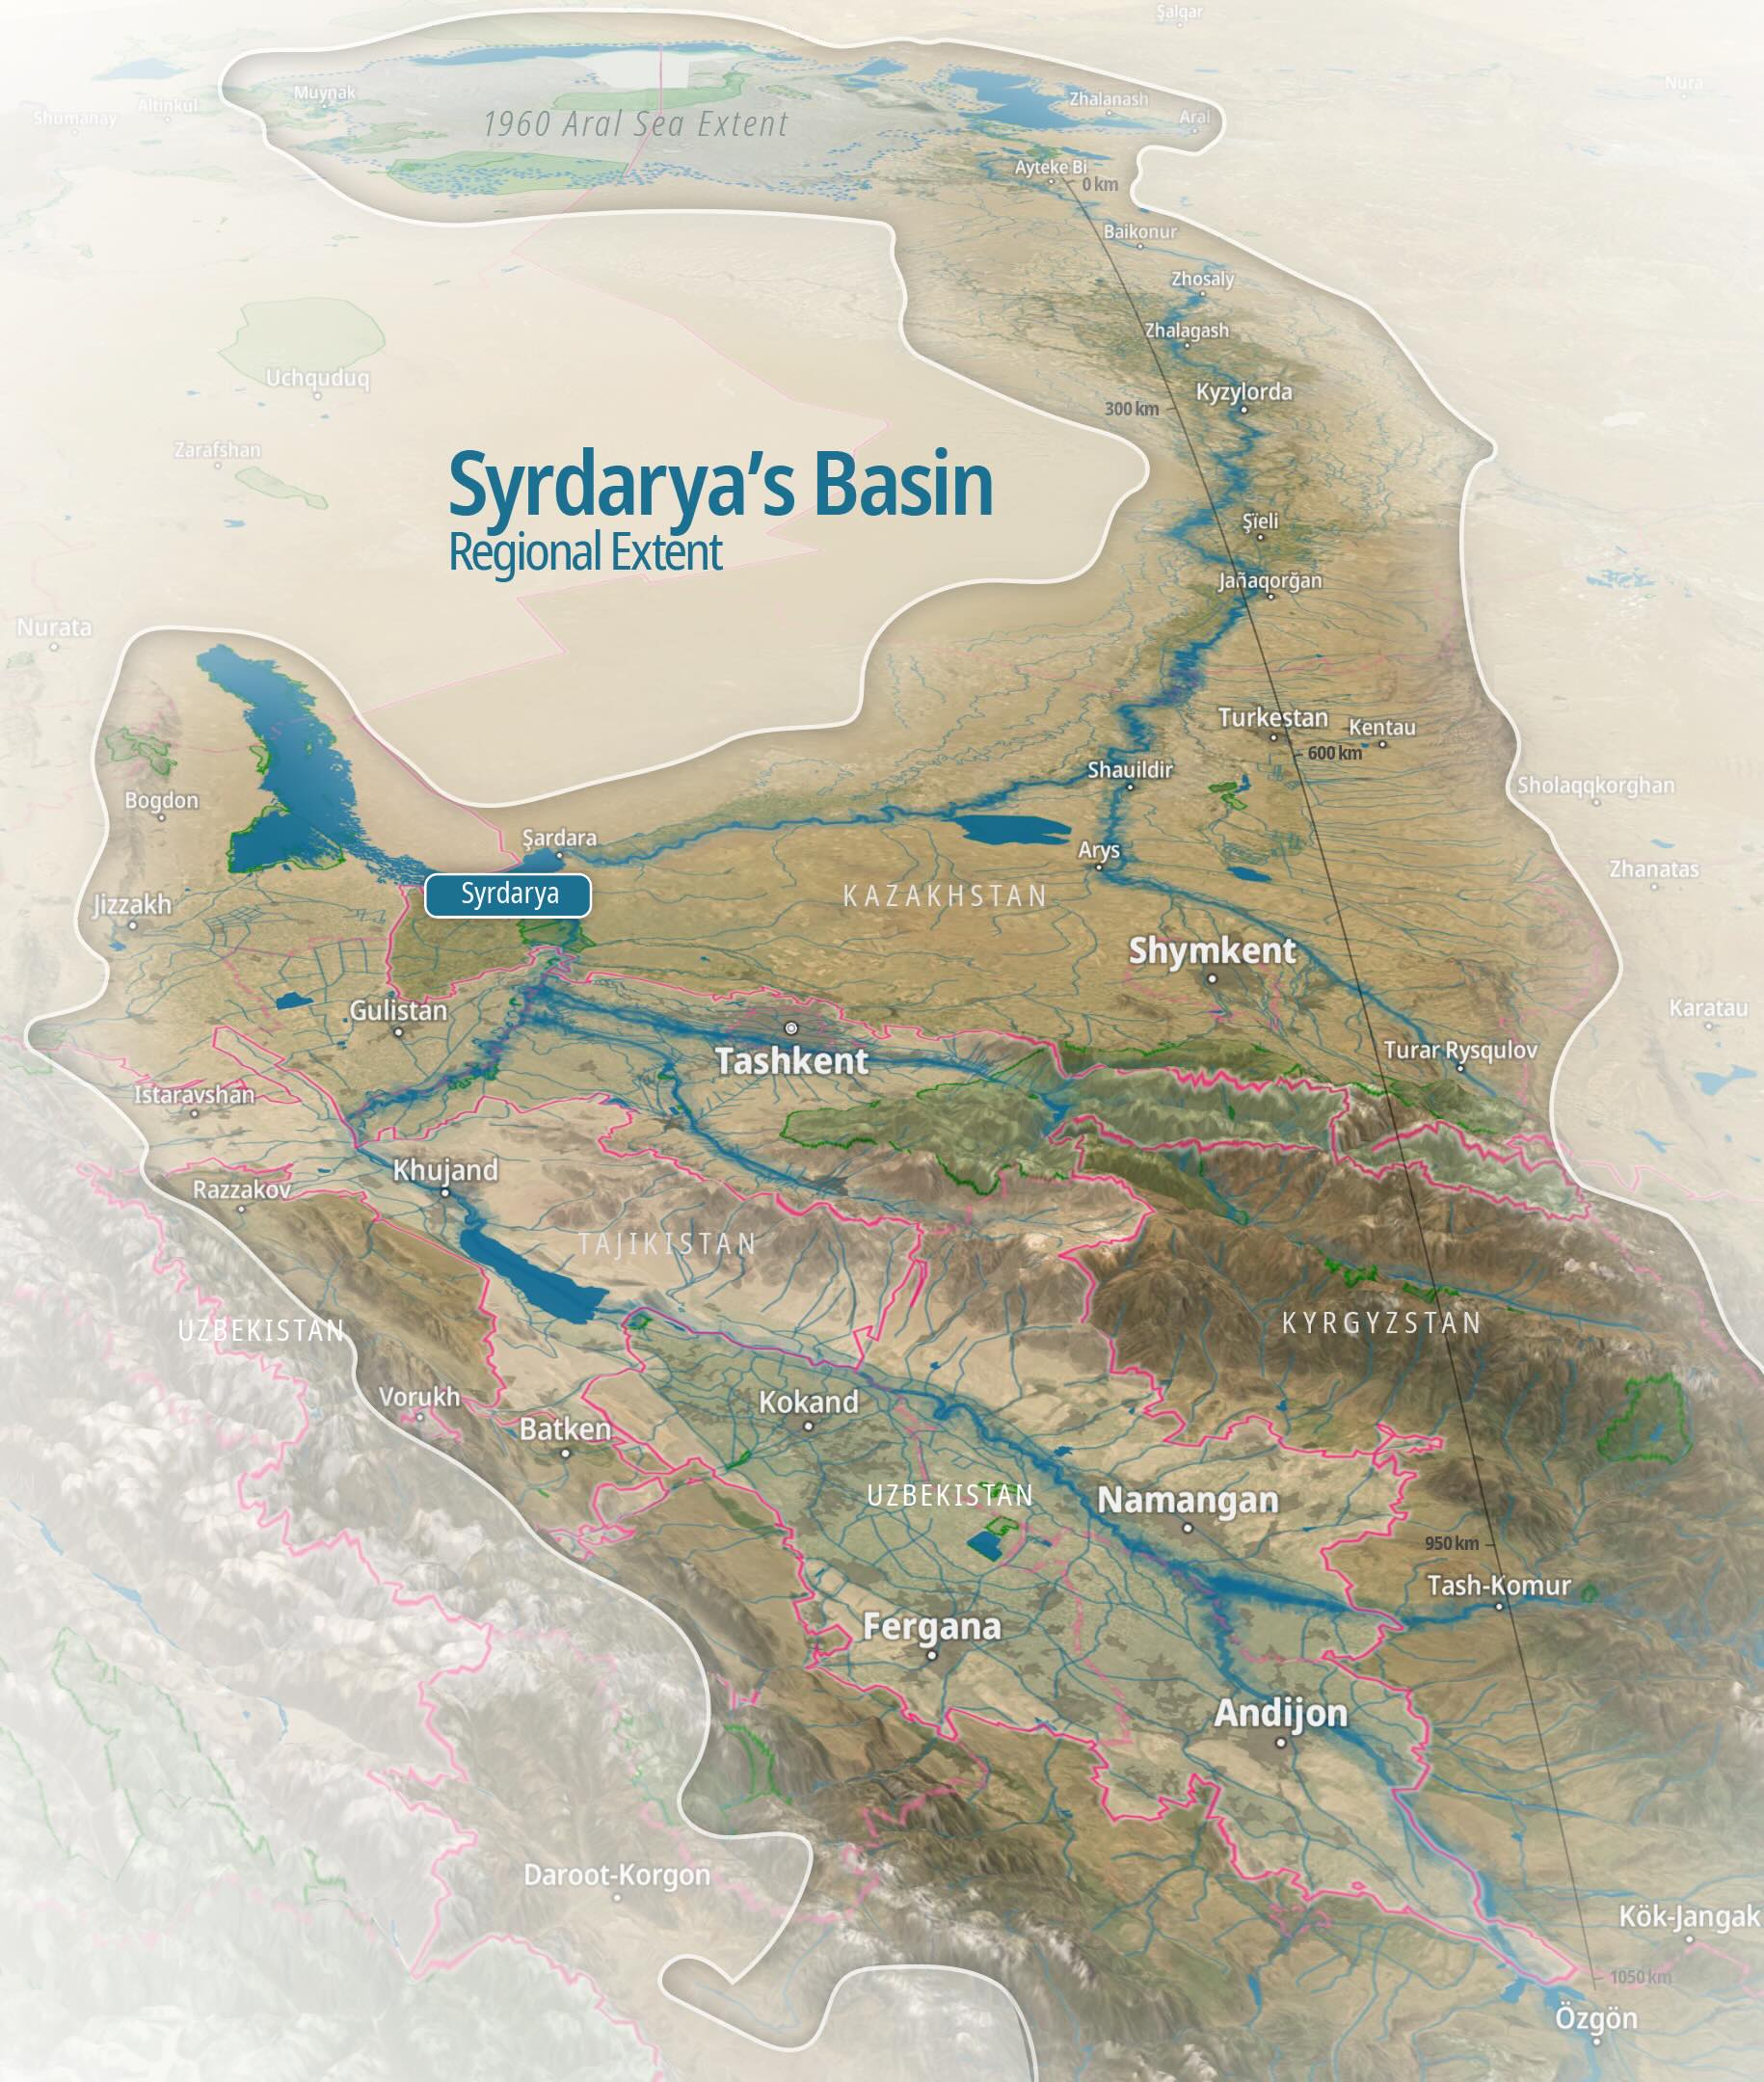 Şalgar
Nura
Muynak
Zhalanash
Altinkul
Shumanay
Aral
1960 Aral Sea Extent
Ayteke Bi
0 km
Baikonur
Zhosaly
Zhalagash
Uchquduq
Kyzylorda
300 km
Zarafshan
Syrdarya’s Basin
Regional Extent
Şïeli
Jañaqorğan
Nurata
Turkestan
Kentau
600 km
Shauildir
Sholaqqkorghan
Bogdon
Şardara
Arys
Zhanatas
Syrdarya
KAZAKHSTAN
Jizzakh
Shymkent
Gulistan
Karatau
Tashkent
Turar Rysqulov
Istaravshan
Khujand
Razzakov
TAJIKISTAN
UZBEKISTAN
KYRGYZSTAN
Vorukh
Kokand
Batken
UZBEKISTAN
Namangan
950 km
Tash-Komur
Fergana
Andijon
Daroot-Korgon
Kök-Jangak
1050 km
Özgön